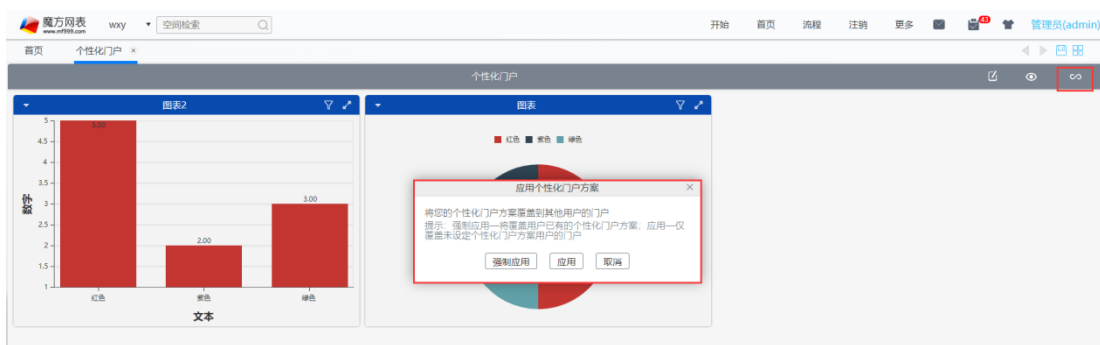 魔方网表
www.mf999.com
wxy
空间检索
开始
首页
流程
注销
更多
43
管理员(admin)
首页
个性化门户 ×
个性化门户
图表2
图表
5
4.5
4
3.5
3
2.5
2
1.5
1
数字
5.00
2.00
3.00
红色
紫色
绿色
文本
红色 紫色 绿色
应用个性化门户方案 ×
将您的个性化门户方案覆盖到其他用户的门户
提示：强制应用—将覆盖用户已有的个性化门户方案；应用—仅
覆盖未设定个性化门户方案用户的门户
强制应用
应用
取消